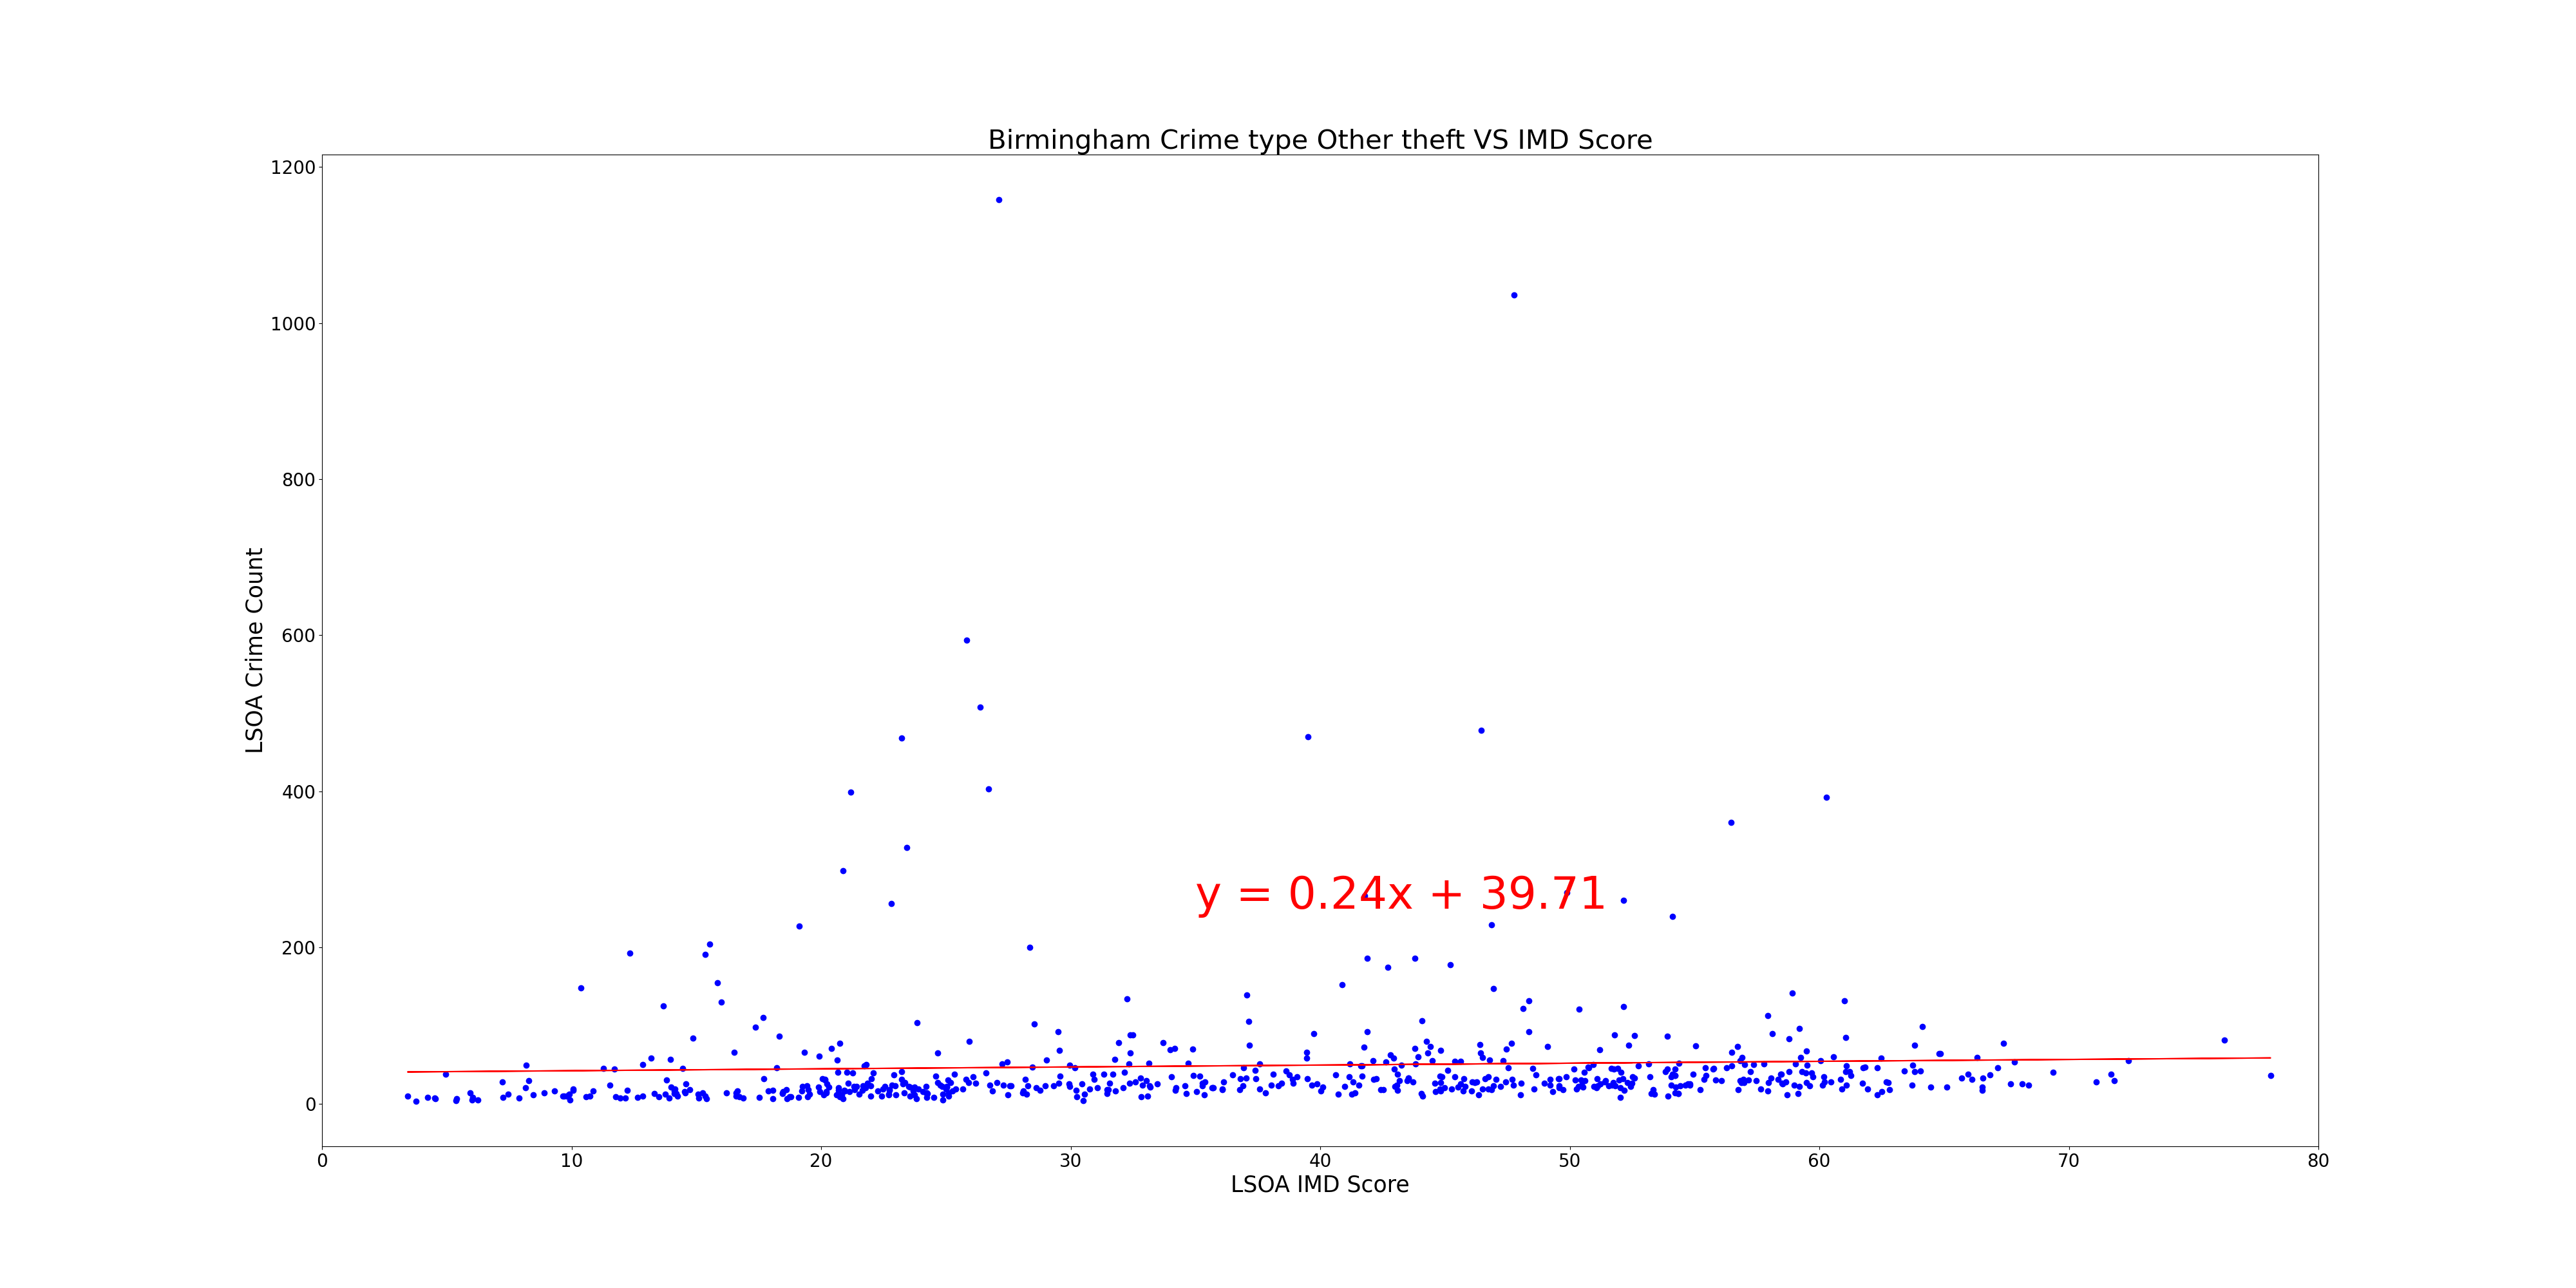 Birmingham Crime type Other theft VS IMD Score
1200
1000
800
600
400
200
0
LSOA Crime Count
y = 0.24x + 39.71
0 10 20 30 40 50 60 70 80
LSOA IMD Score